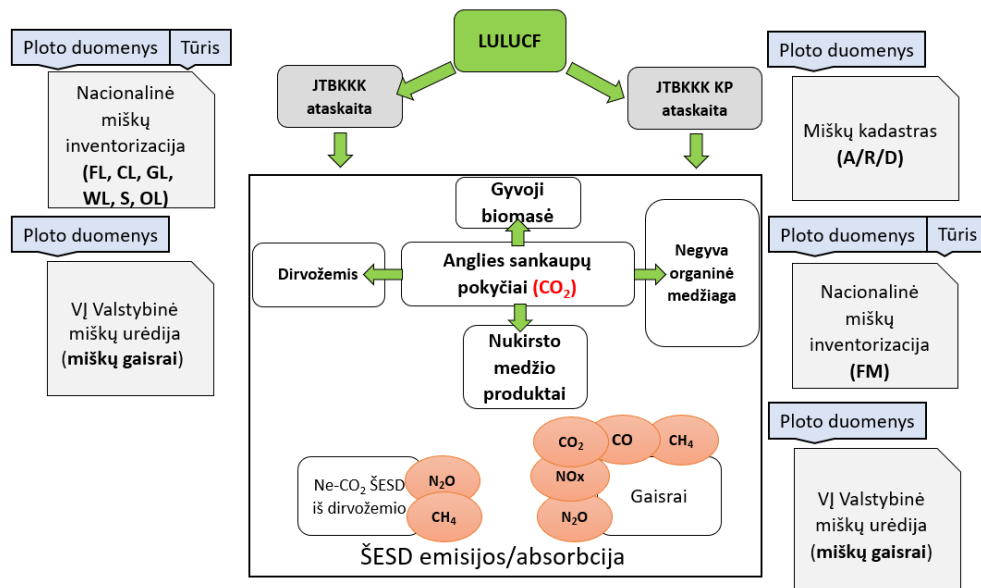 LULUCF
JTBKKK
ataskaita
JTBKKK KP
ataskaita
Ploto duomenys
Tūris
Nacionalinė
miškų
inventorizacija
(FL, CL, GL,
WL, S, OL)
Ploto duomenys
VĮ Valstybinė
miškų urėdija
(miškų gaisrai)
Gyvoji
biomasė
Dirvožemis
Anglies sankaupų
pokyčiai (CO₂)
Negyva
organinė
medžiaga
Nukirsto
medžio
produktai
Ne-CO₂ ŠESD
iš dirvožemio
N₂O
CH₄
CO₂
CO
CH₄
NOx
N₂O
Gaisrai
ŠESD emisijos/absorbcija
Ploto duomenys
Miškų kadastras
(A/R/D)
Ploto duomenys
Tūris
Nacionalinė
miškų
inventorizacija
(FM)
Ploto duomenys
VĮ Valstybinė
miškų urėdija
(miškų gaisrai)